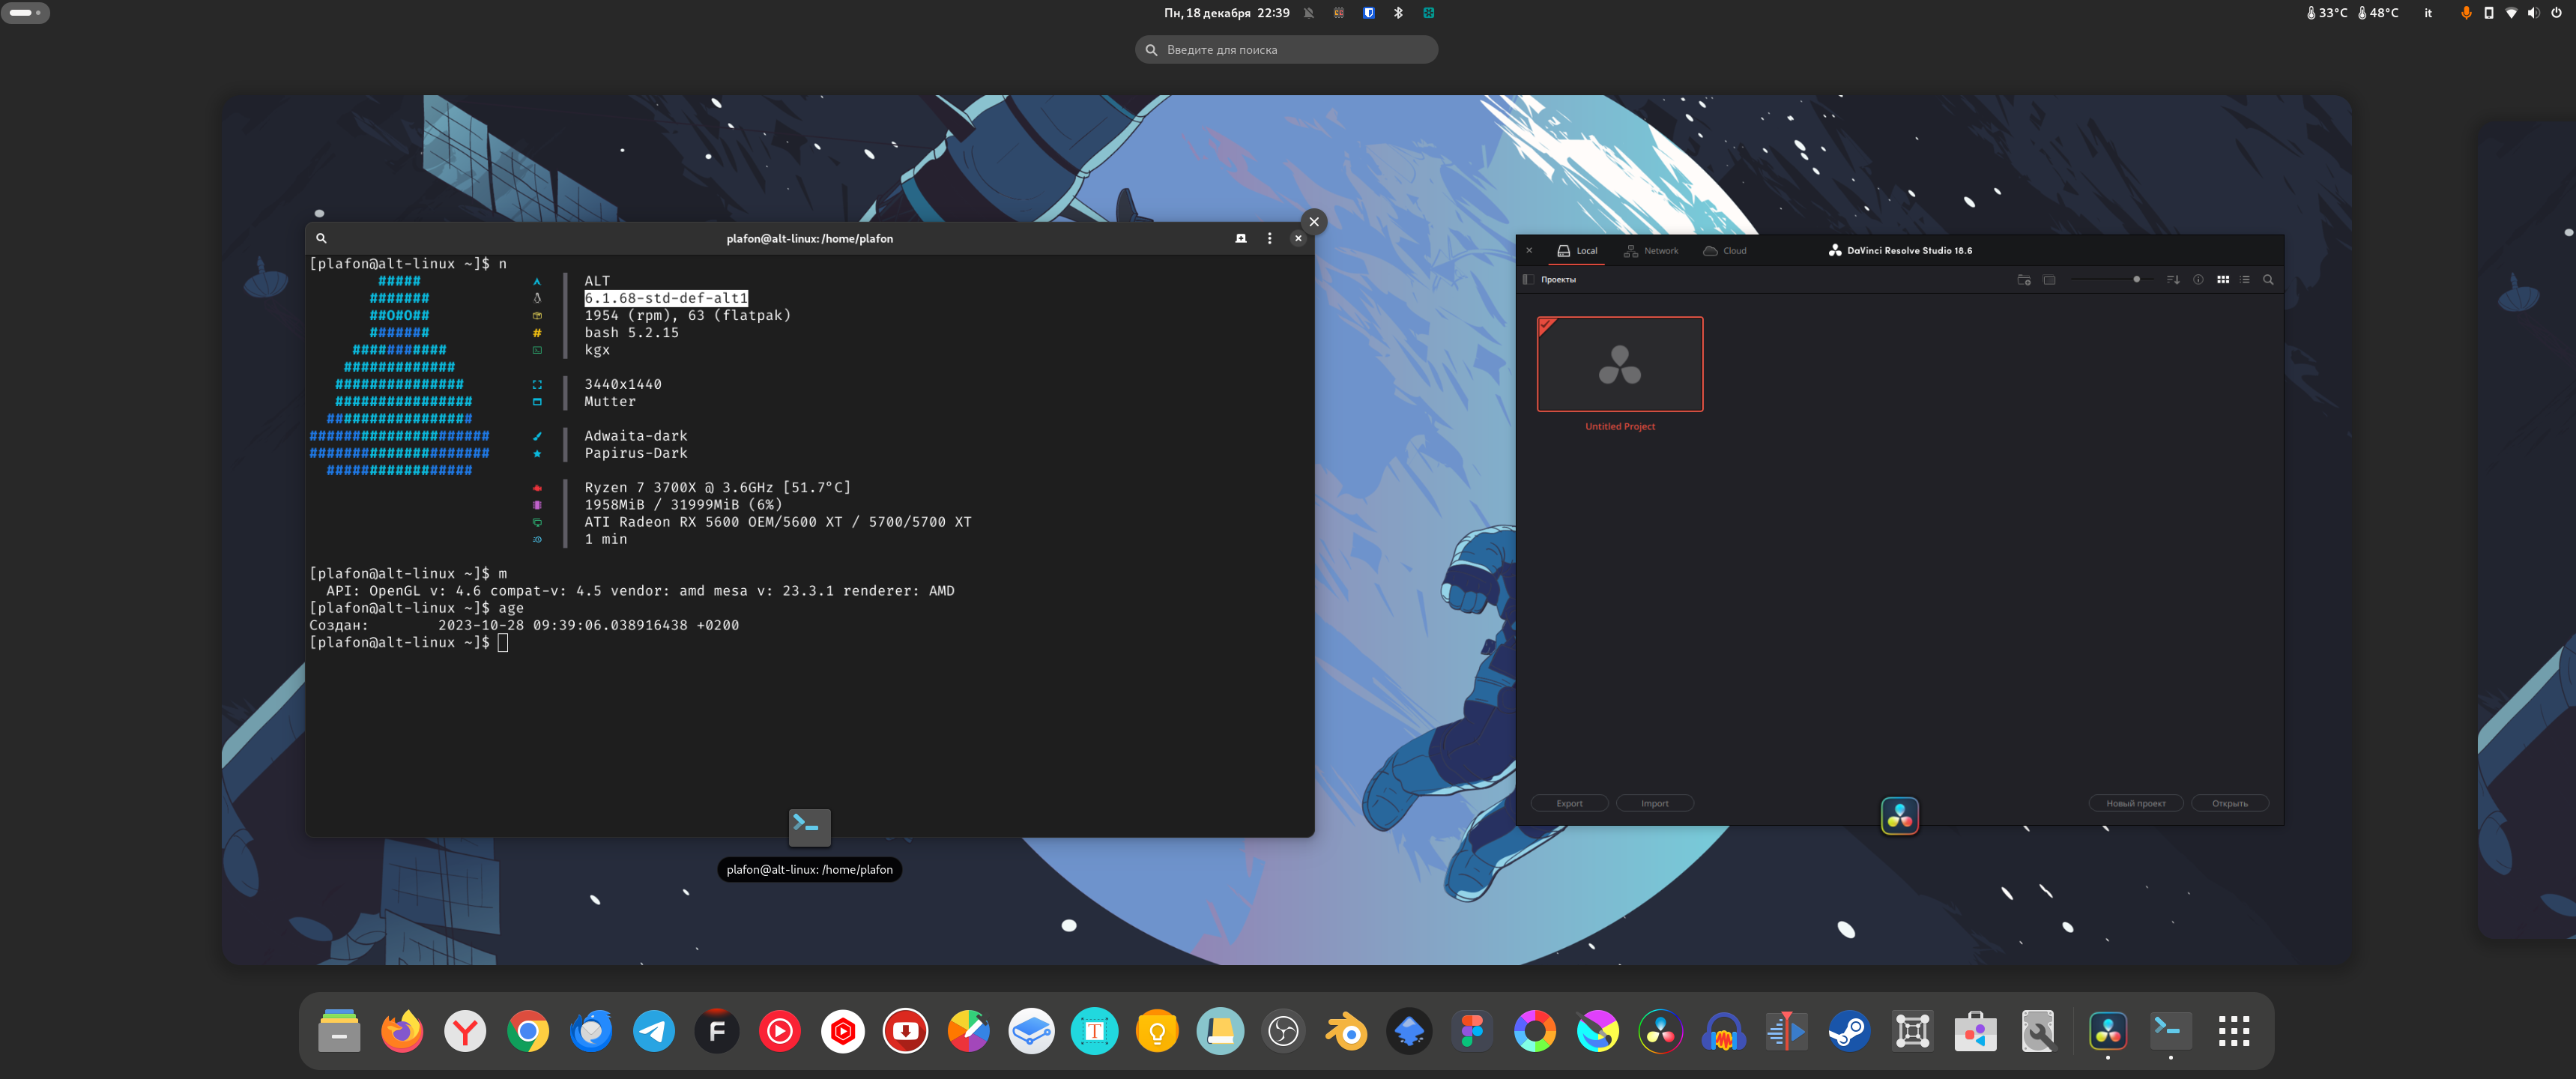 Пн, 18 декабря 22:39
33°C 48°C it
Введите для поиска
plafon@alt-linux: /home/plafon
[plafon@alt-linux ~]$ n
#####
#######
##O#O##
#######
###########
#############
###############
################
#################
#####################
#####################
#################
ALT
6.1.68-std-def-alt1
1954 (rpm), 63 (flatpak)
# bash 5.2.15
kgx
3440x1440
Mutter
Adwaita-dark
Papirus-Dark
Ryzen 7 3700X @ 3.6GHz [51.7°C]
1958MiB / 31999MiB (6%)
ATI Radeon RX 5600 OEM/5600 XT / 5700/5700 XT
1 min
[plafon@alt-linux ~]$ m
API: OpenGL v: 4.6 compat-v: 4.5 vendor: amd mesa v: 23.3.1 renderer: AMD
[plafon@alt-linux ~]$ age
Создан: 2023-10-28 09:39:06.038916438 +0200
[plafon@alt-linux ~]$
plafon@alt-linux: /home/plafon
Local Network Cloud DaVinci Resolve Studio 18.6
Проекты
Untitled Project
Export Import Новый проект Открыть